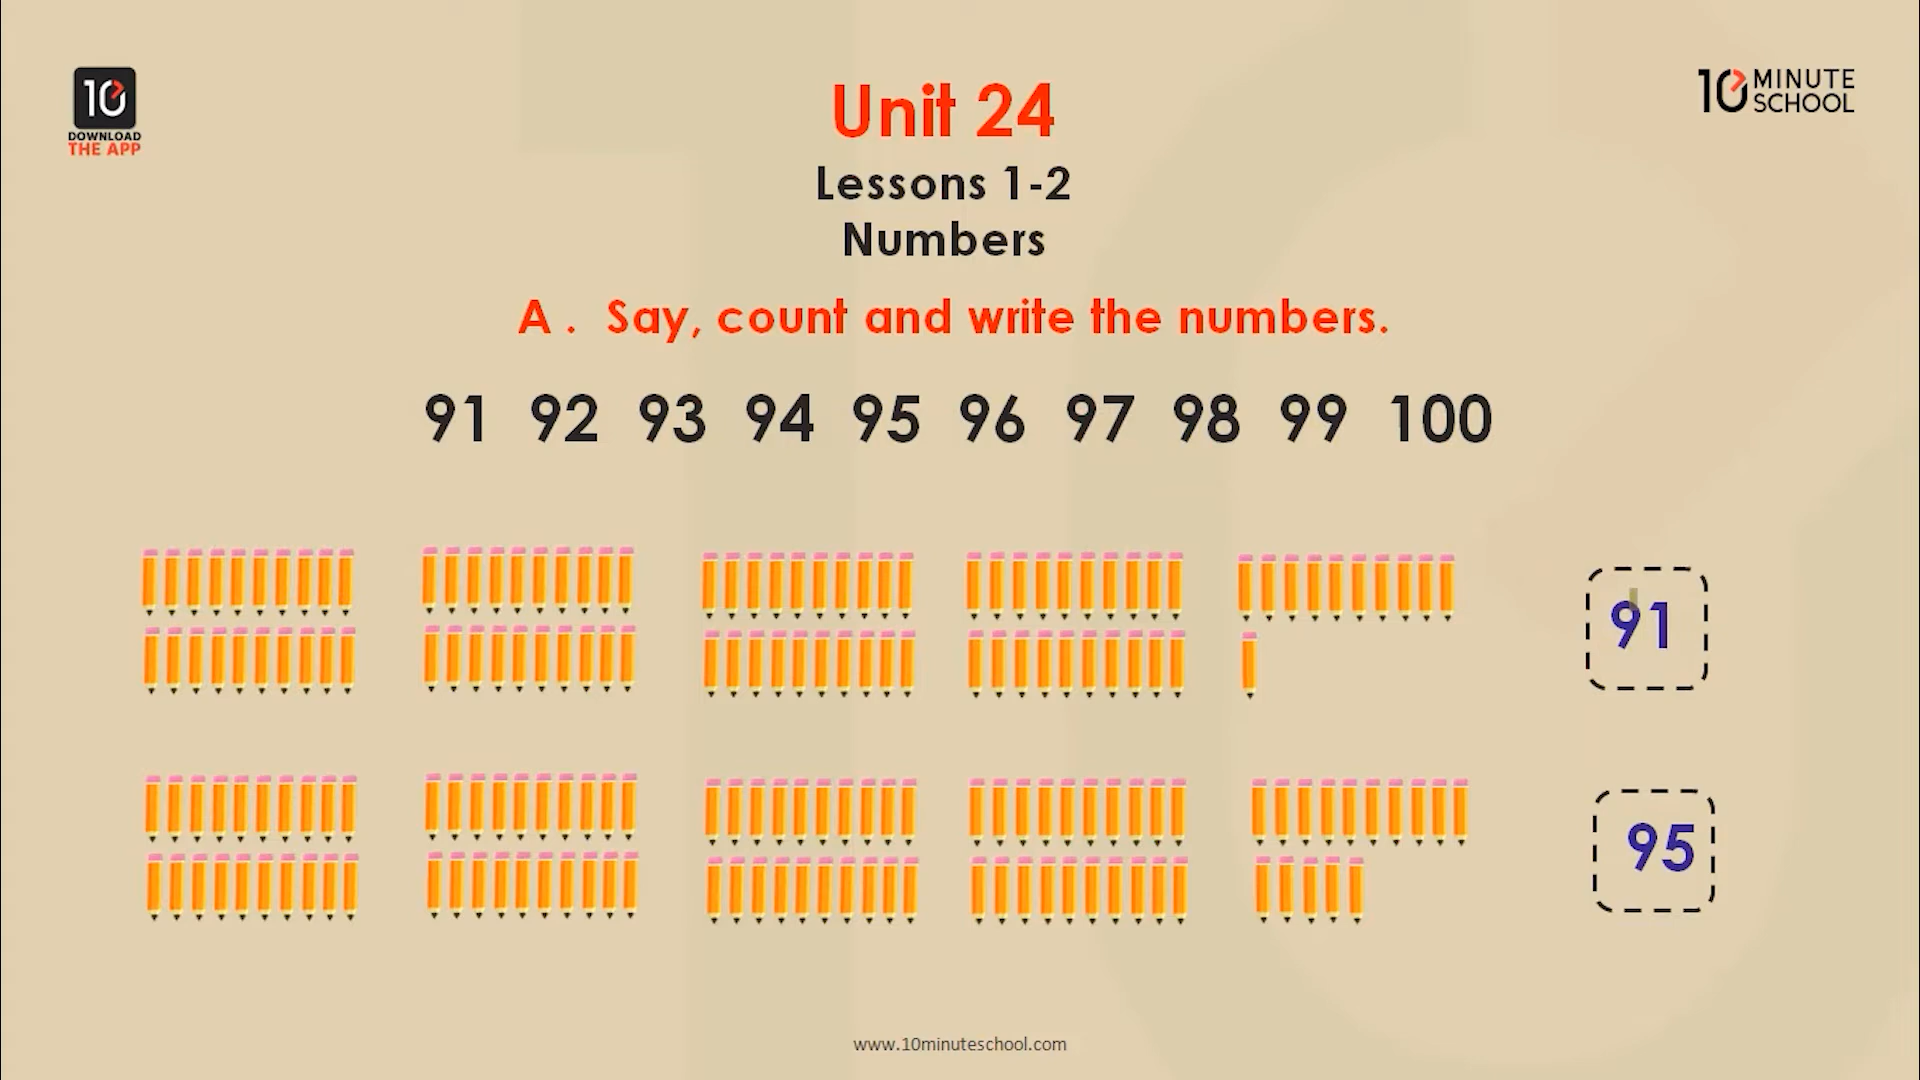 10
DOWNLOAD
THE APP
10 MINUTE
SCHOOL
Unit 24
Lessons 1-2
Numbers
A . Say, count and write the numbers.
91 92 93 94 95 96 97 98 99 100
91
95
www.10minuteschool.com